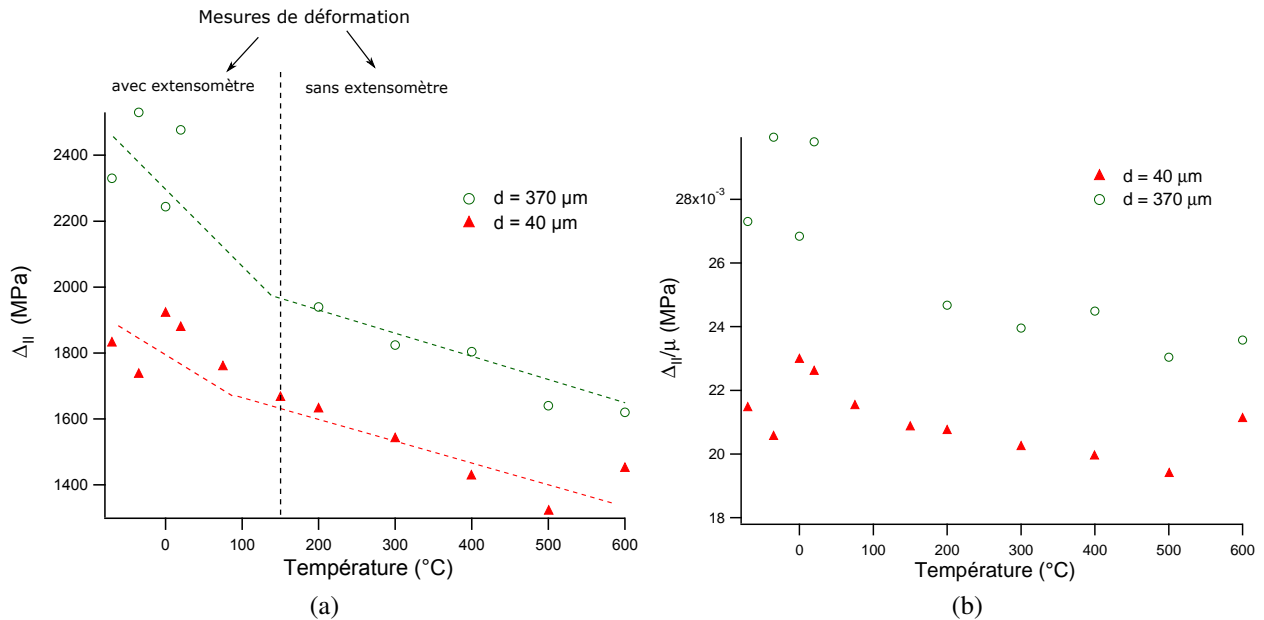 Mesures de déformation
avec extensomètre
sans extensomètre
2400
2200
2000
1800
1600
1400
Δ_II (MPa)
d = 370 µm
d = 40 µm
0
100
200
300
400
500
600
Température (°C)
(a)
28x10⁻³
26
24
22
20
18
Δ_II/µ (MPa)
d = 40 µm
d = 370 µm
0
100
200
300
400
500
600
Température (°C)
(b)